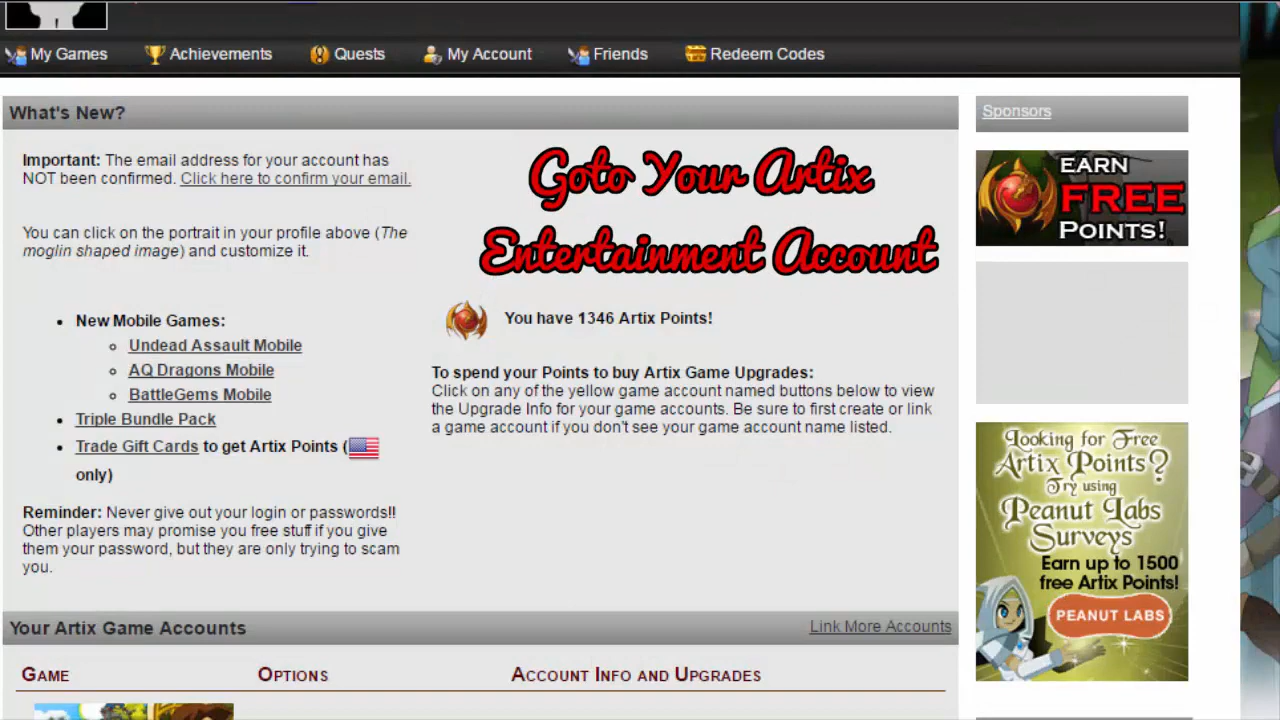 My Games Achievements Quests My Account Friends Redeem Codes
What's New?
Important: The email address for your account has
NOT been confirmed. Click here to confirm your email.
You can click on the portrait in your profile above (The
moglin shaped image) and customize it.
New Mobile Games:
Undead Assault Mobile
AQ Dragons Mobile
BattleGems Mobile
Triple Bundle Pack
Trade Gift Cards to get Artix Points (
only)
Reminder: Never give out your login or passwords!!
Other players may promise you free stuff if you give
them your password, but they are only trying to scam
you.
Goto Your Artix
Entertainment Account
You have 1346 Artix Points!
To spend your Points to buy Artix Game Upgrades:
Click on any of the yellow game account named buttons below to view
the Upgrade Info for your game accounts. Be sure to first create or link
a game account if you don't see your game account name listed.
Sponsors
EARN
FREE
POINTS!
Looking for Free
Artix Points?
Try using
Peanut Labs
Surveys
Earn up to 1500
free Artix Points!
PEANUT LABS
Your Artix Game Accounts Link More Accounts
GAME OPTIONS ACCOUNT INFO AND UPGRADES